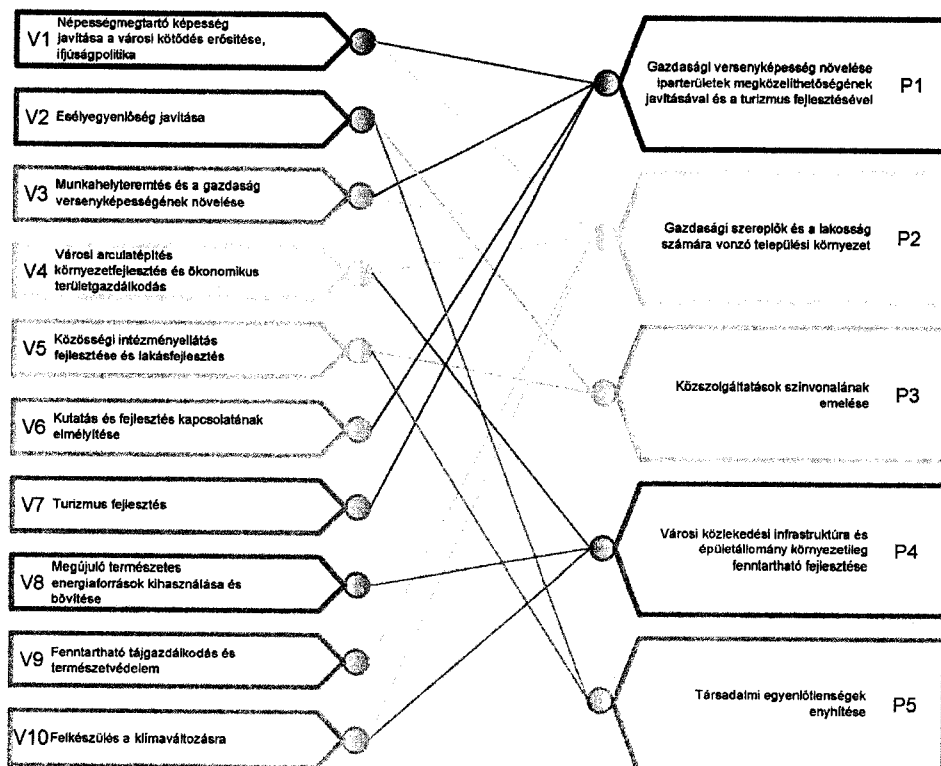 V1
Népességmegtartó képesség
javítása a városi kötődés erősítése,
ifjúságpolitika
V2
Esélyegyenlőség javítása
V3
Munkahelyteremtés és a gazdaság
versenyképességének növelése
V4
Városi arculatépítés
környezetfejlesztés és ökonomikus
területgazdálkodás
V5
Közösségi intézményellátás
fejlesztése és lakásfejlesztés
V6
Kutatás és fejlesztés kapcsolatának
elmélyítése
V7
Turizmus fejlesztés
V8
Megújuló természetes
energiaforrások kihasználása és
bővítése
V9
Fenntartható tájgazdálkodás és
természetvédelem
V10
Felkészülés a klímaváltozásra
Gazdasági versenyképesség növelése
iparterületek megközelíthetőségének
javításával és a turizmus fejlesztésével
P1
Gazdasági szereplők és a lakosság
számára vonzó települési környezet
P2
Közszolgáltatások színvonalának
emelése
P3
Városi közlekedési infrastruktúra és
épületállomány környezetileg
fenntartható fejlesztése
P4
Társadalmi egyenlőtlenségek
enyhítése
P5